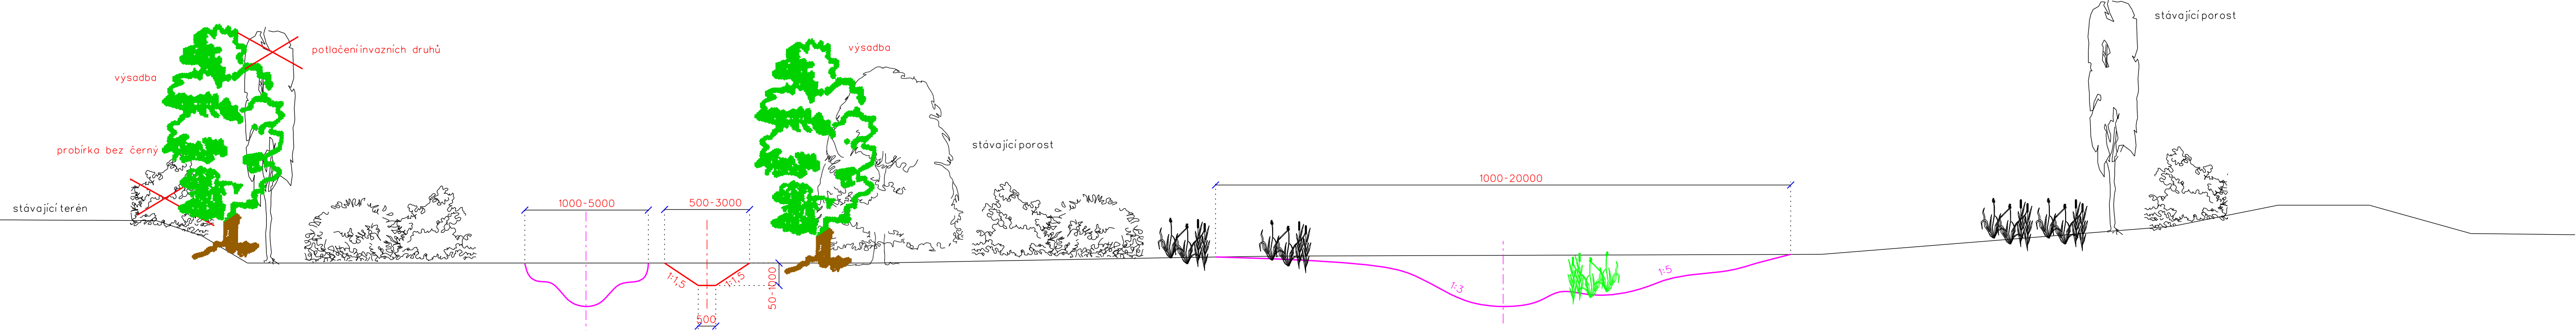 stávající porost
potlačení invazních druhů
výsadba
výsadba
probírka bez černý
stávající porost
stávající terén
1000-5000
500-3000
1000-20000
1:1,5
1:1,5
50-1000
500
1:3
1:5